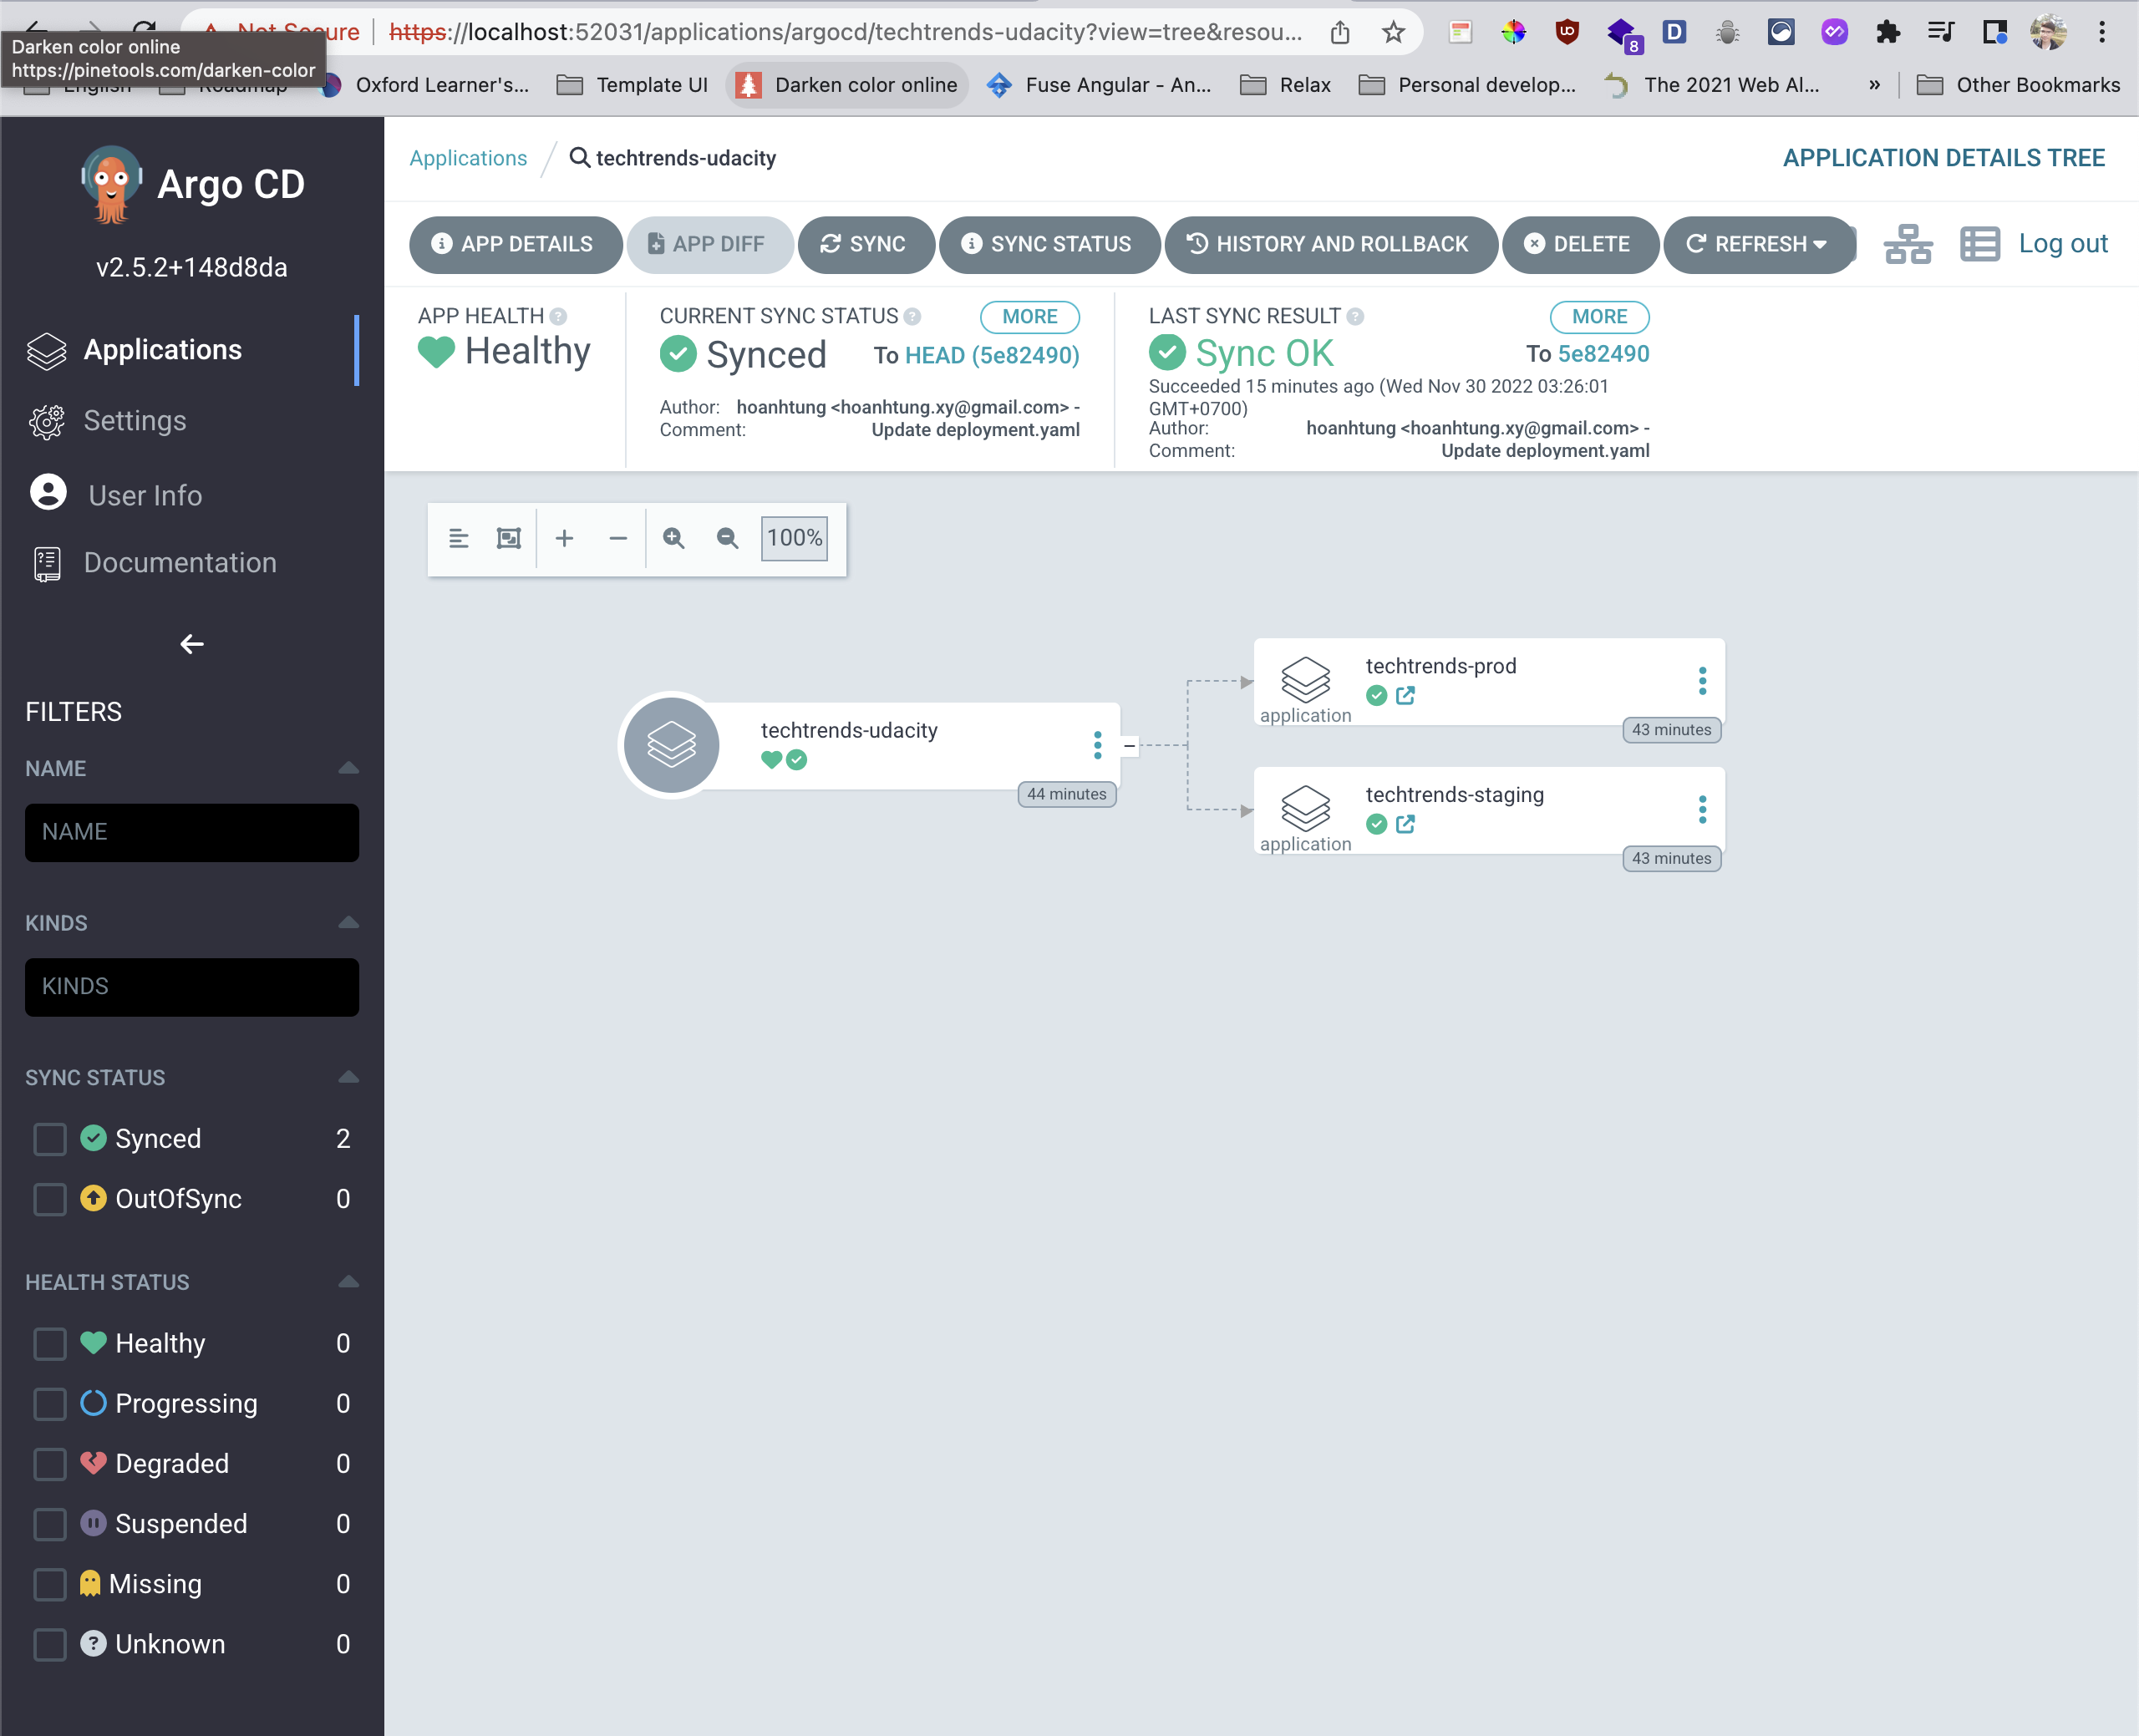 Not Secure
https://localhost:52031/applications/argocd/techtrends-udacity?view=tree&resou...
8
Darken color online
https://pinetools.com/darken-color
English
Roadmap
Oxford Learner's...
Template UI
Darken color online
Fuse Angular - An...
Relax
Personal develop...
The 2021 Web Al...
»
Other Bookmarks
Argo CD
v2.5.2+148d8da
Applications
Settings
User Info
Documentation
FILTERS
NAME
NAME
KINDS
KINDS
SYNC STATUS
Synced 2
OutOfSync 0
HEALTH STATUS
Healthy 0
Progressing 0
Degraded 0
Suspended 0
Missing 0
Unknown 0
Applications / techtrends-udacity
APPLICATION DETAILS TREE
APP DETAILS
APP DIFF
SYNC
SYNC STATUS
HISTORY AND ROLLBACK
DELETE
REFRESH
Log out
APP HEALTH
Healthy
CURRENT SYNC STATUS
MORE
Synced
To HEAD (5e82490)
Author: hoanhtung <hoanhtung.xy@gmail.com> -
Comment: Update deployment.yaml
LAST SYNC RESULT
MORE
Sync OK
To 5e82490
Succeeded 15 minutes ago (Wed Nov 30 2022 03:26:01
GMT+0700)
Author: hoanhtung <hoanhtung.xy@gmail.com> -
Comment: Update deployment.yaml
100%
techtrends-udacity
44 minutes
techtrends-prod
application
43 minutes
techtrends-staging
application
43 minutes